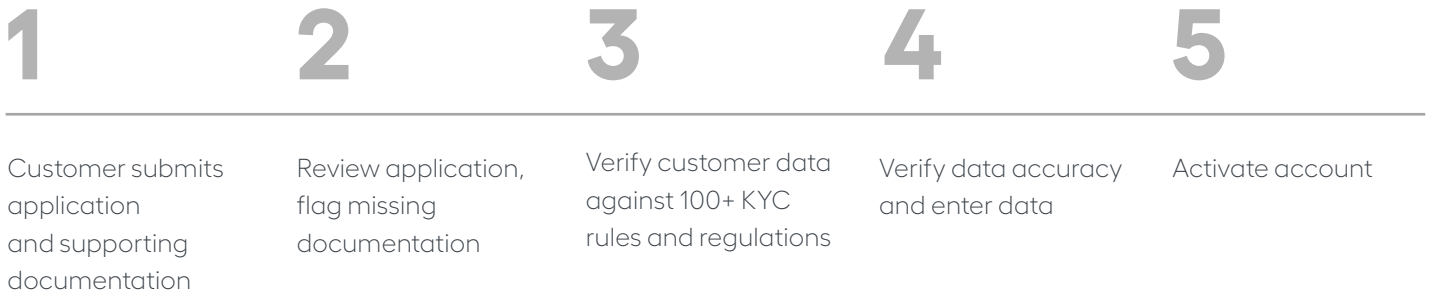 1
Customer submits
application
and supporting
documentation
2
Review application,
flag missing
documentation
3
Verify customer data
against 100+ KYC
rules and regulations
4
Verify data accuracy
and enter data
5
Activate account